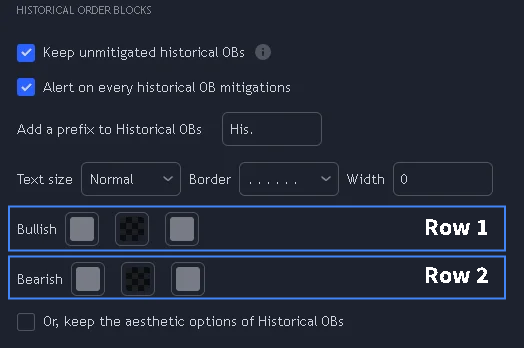 HISTORICAL ORDER BLOCKS
Keep unmitigated historical OBs
Alert on every historical OB mitigations
Add a prefix to Historical OBs His.
Text size Normal Border ...... Width 0
Bullish Row 1
Bearish Row 2
Or, keep the aesthetic options of Historical OBs